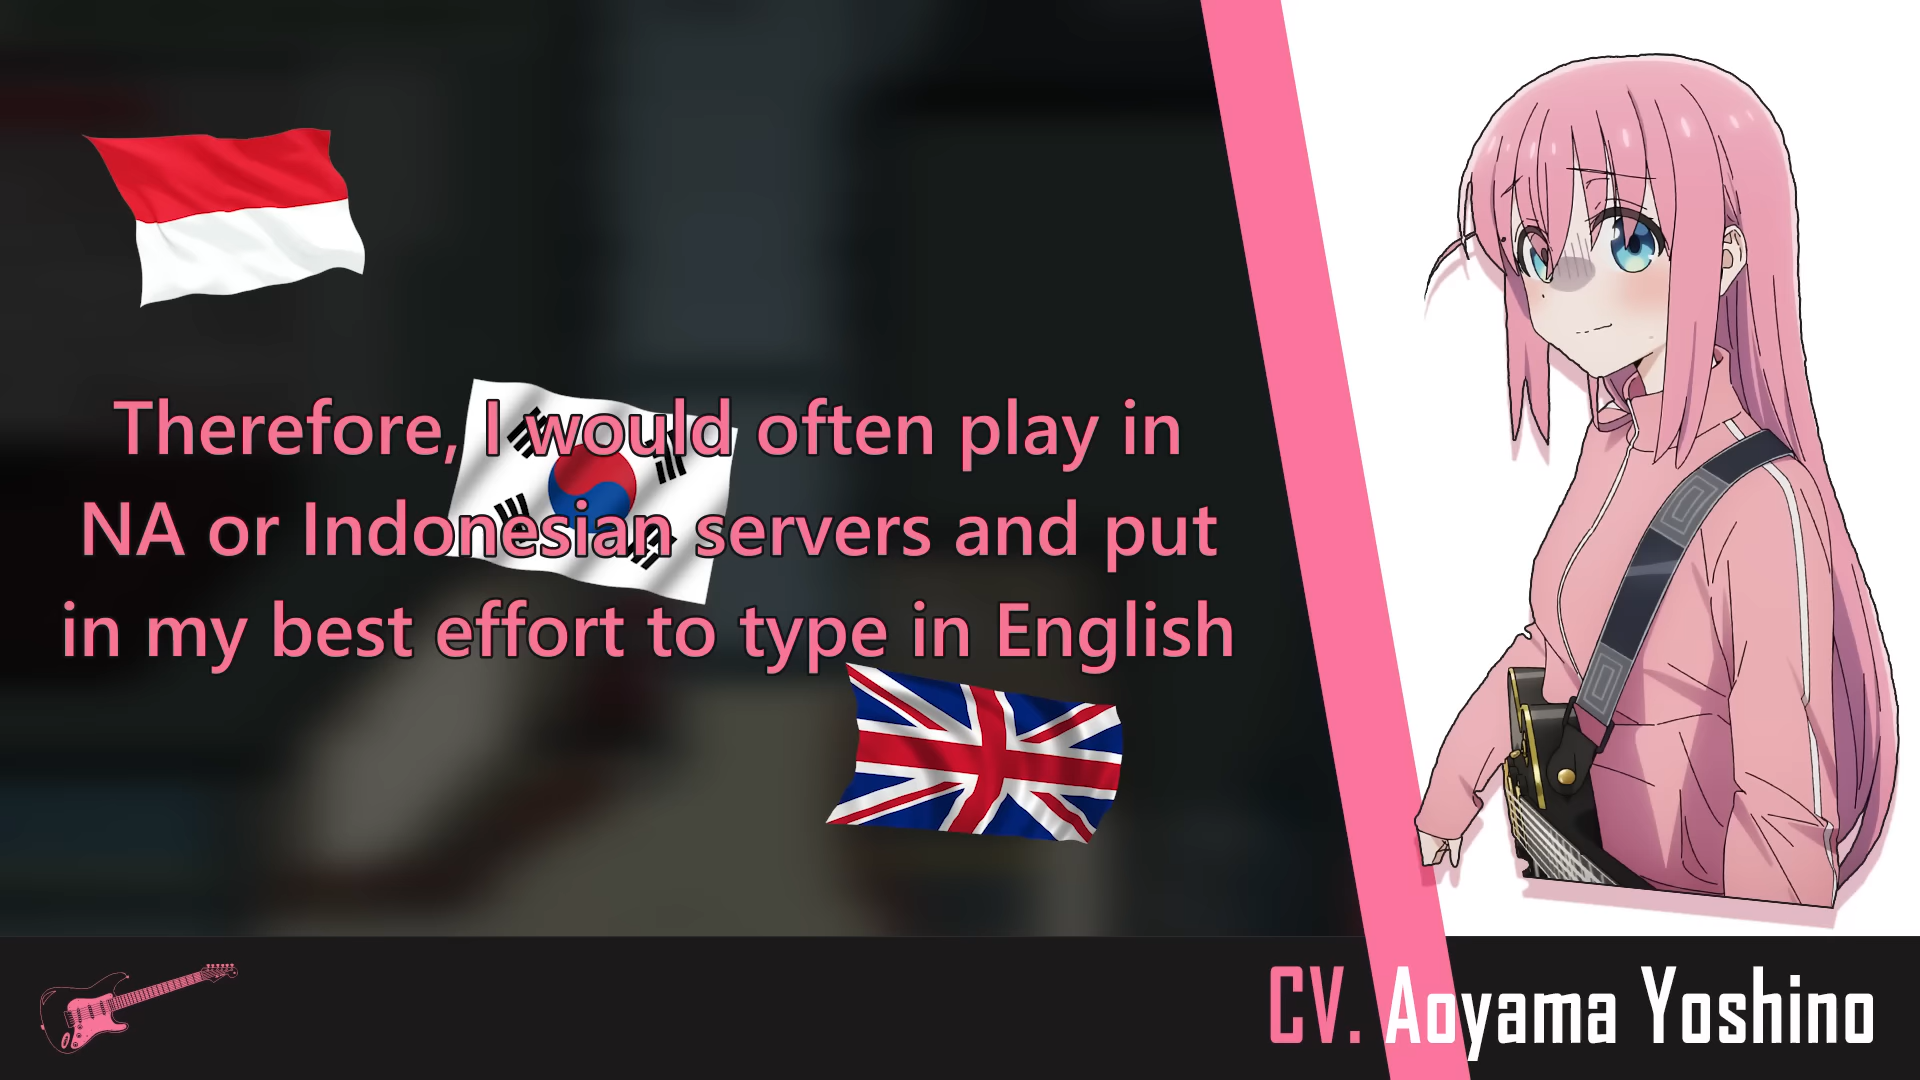 Therefore, I would often play in
NA or Indonesian servers and put
in my best effort to type in English
CV. Aoyama Yoshino